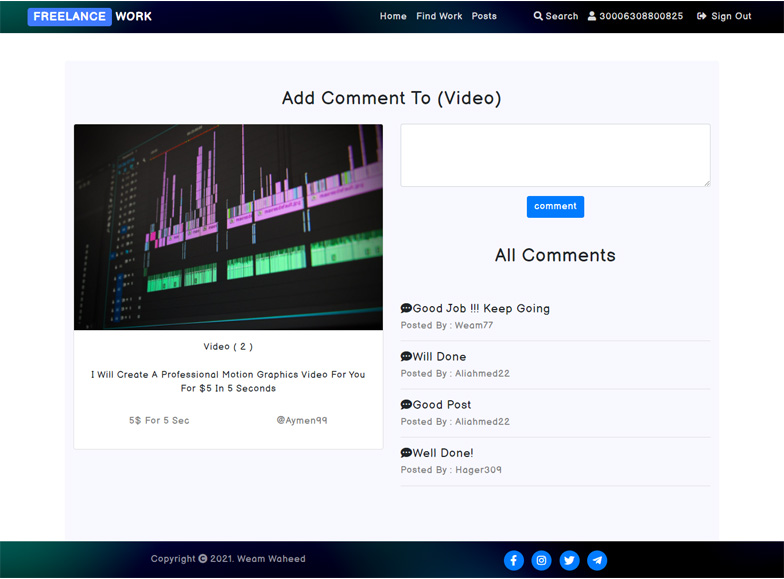 FREELANCE WORK
Home Find Work Posts Search 30006308800825 Sign Out
Add Comment To (Video)
Video ( 2 )
I Will Create A Professional Motion Graphics Video For You
For $5 In 5 Seconds
5$ For 5 Sec
@Aymen99
comment
All Comments
Good Job !!! Keep Going
Posted By : Weam77
Will Done
Posted By : Aliahmed22
Good Post
Posted By : Aliahmed22
Well Done!
Posted By : Hager309
Copyright © 2021. Weam Waheed